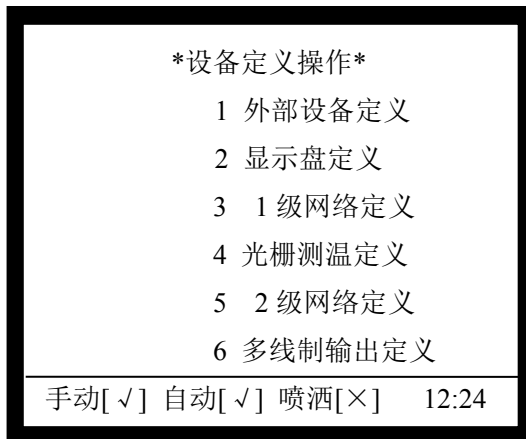 *设备定义操作*
1 外部设备定义
2 显示盘定义
3 1级网络定义
4 光栅测温定义
5 2级网络定义
6 多线制输出定义
手动[√] 自动[√] 喷洒[×] 12:24